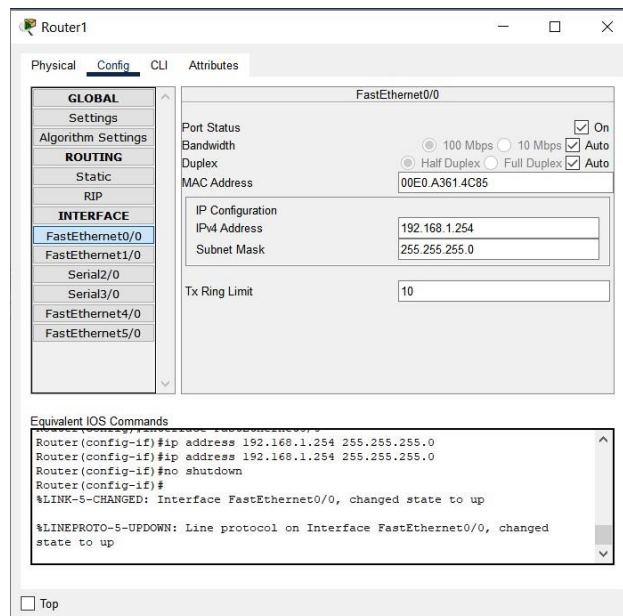 Router1
Physical Config CLI Attributes
GLOBAL
Settings
Algorithm Settings
ROUTING
Static
RIP
INTERFACE
FastEthernet0/0
FastEthernet1/0
Serial2/0
Serial3/0
FastEthernet4/0
FastEthernet5/0
FastEthernet0/0
Port Status On
Bandwidth 100 Mbps 10 Mbps Auto
Duplex Half Duplex Full Duplex Auto
MAC Address 00E0.A361.4C85
IP Configuration
IPv4 Address 192.168.1.254
Subnet Mask 255.255.255.0
Tx Ring Limit 10
Equivalent IOS Commands
Router(config-if)#ip address 192.168.1.254 255.255.255.0
Router(config-if)#ip address 192.168.1.254 255.255.255.0
Router(config-if)#no shutdown
Router(config-if)#
%LINK-5-CHANGED: Interface FastEthernet0/0, changed state to up
%LINEPROTO-5-UPDOWN: Line protocol on Interface FastEthernet0/0, changed
state to up
Top